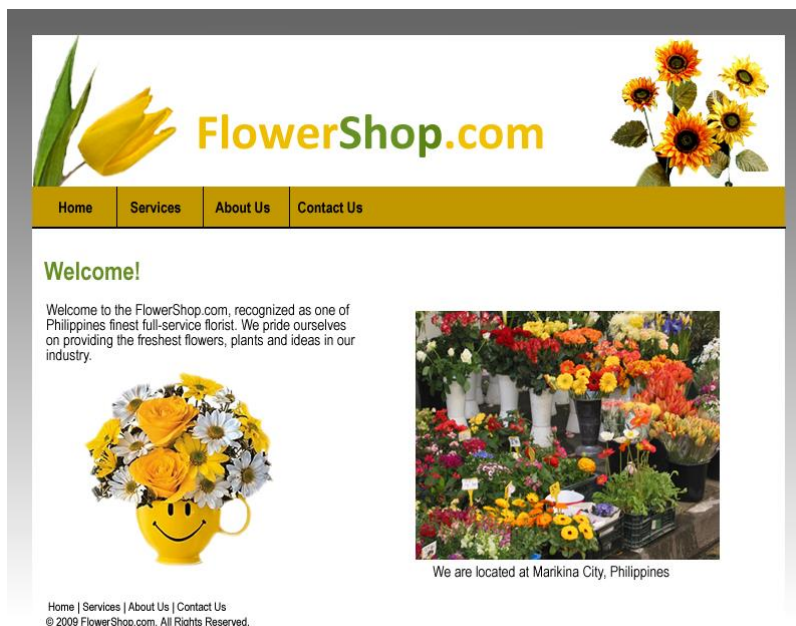 FlowerShop.com
Home Services About Us Contact Us
Welcome!
Welcome to the FlowerShop.com, recognized as one of
Philippines finest full-service florist. We pride ourselves
on providing the freshest flowers, plants and ideas in our
industry.
We are located at Marikina City, Philippines
Home | Services | About Us | Contact Us
© 2009 FlowerShop.com. All Rights Reserved.